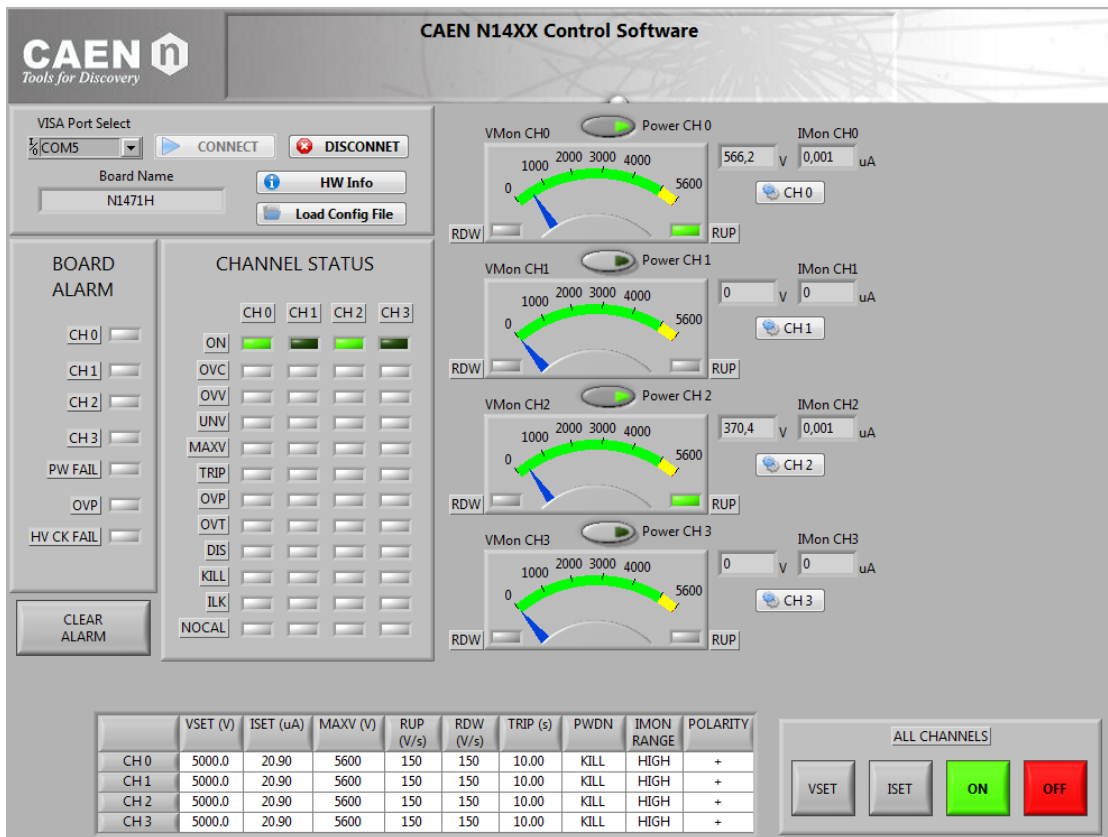 CAEN N14XX Control Software
CAEN n
Tools for Discovery
VISA Port Select
I/O COM5
CONNECT
DISCONNET
Board Name
N1471H
HW Info
Load Config File
BOARD ALARM
CH 0
CH 1
CH 2
CH 3
PW FAIL
OVP
HV CK FAIL
CLEAR ALARM
CHANNEL STATUS
CH 0 CH 1 CH 2 CH 3
ON
OVC
OVV
UNV
MAXV
TRIP
OVP
OVT
DIS
KILL
ILK
NOCAL
VMon CH0
Power CH 0
IMon CH0
0 1000 2000 3000 4000 5600
566,2 V 0,001 uA
CH 0
RDW RUP
VMon CH1
Power CH 1
IMon CH1
0 1000 2000 3000 4000 5600
0 V 0 uA
CH 1
RDW RUP
VMon CH2
Power CH 2
IMon CH2
0 1000 2000 3000 4000 5600
370,4 V 0,001 uA
CH 2
RDW RUP
VMon CH3
Power CH 3
IMon CH3
0 1000 2000 3000 4000 5600
0 V 0 uA
CH 3
RDW RUP
VSET (V) ISET (uA) MAXV (V) RUP (V/s) RDW (V/s) TRIP (s) PWDN IMON RANGE POLARITY
CH 0 5000.0 20.90 5600 150 150 10.00 KILL HIGH +
CH 1 5000.0 20.90 5600 150 150 10.00 KILL HIGH +
CH 2 5000.0 20.90 5600 150 150 10.00 KILL HIGH +
CH 3 5000.0 20.90 5600 150 150 10.00 KILL HIGH +
ALL CHANNELS
VSET ISET ON OFF